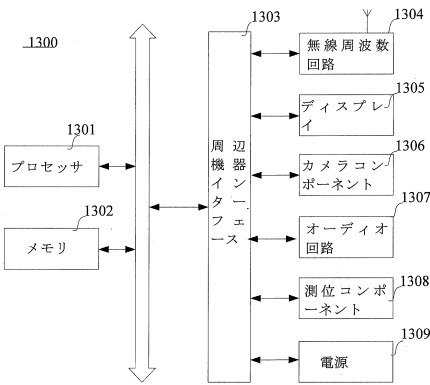 1300
1301
プロセッサ
1302
メモリ
1303
周辺
機器
イン
ター
フェ
ース
1304
無線周波数
回路
1305
ディスプレ
イ
1306
カメラコン
ポーネント
1307
オーディオ
回路
1308
測位コンポ
ーネント
1309
電源